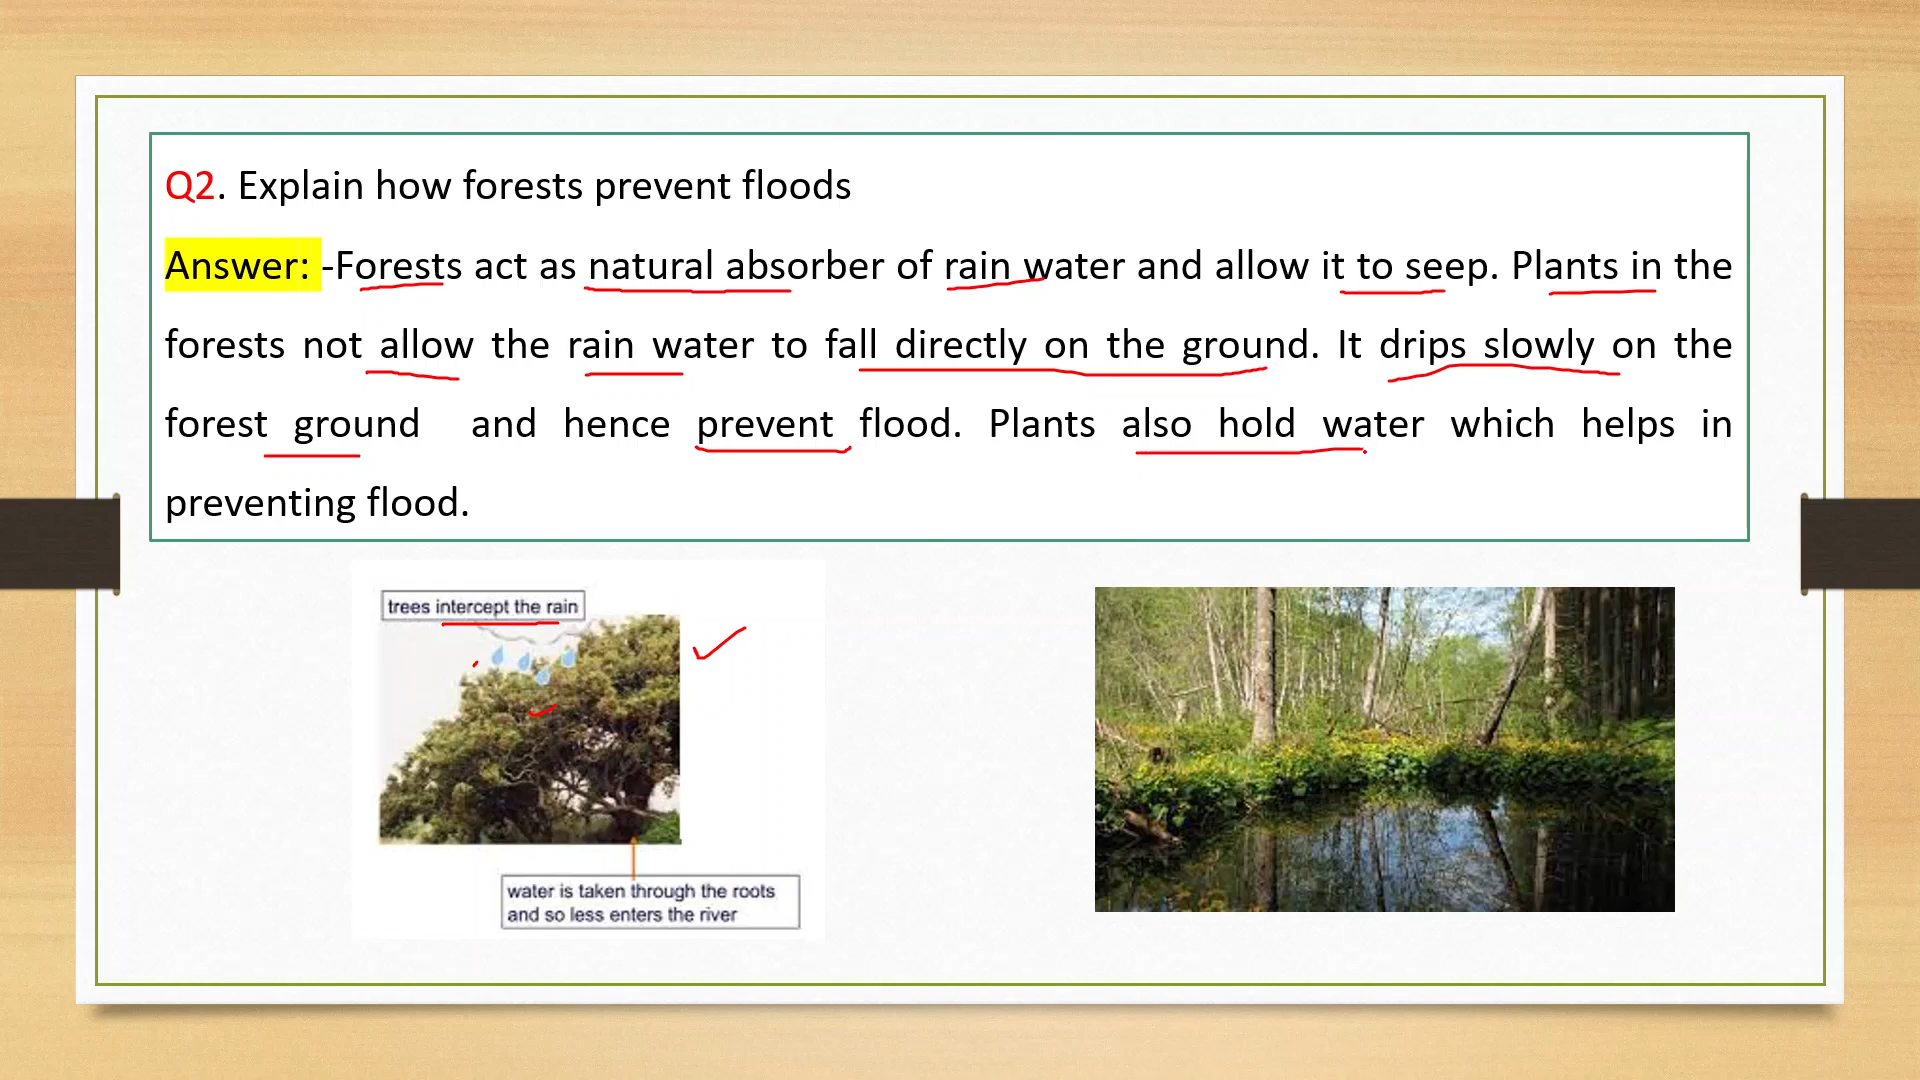 Q2. Explain how forests prevent floods
Answer: -Forests act as natural absorber of rain water and allow it to seep. Plants in the
forests not allow the rain water to fall directly on the ground. It drips slowly on the
forest ground and hence prevent flood. Plants also hold water which helps in
preventing flood.
trees intercept the rain
water is taken through the roots
and so less enters the river